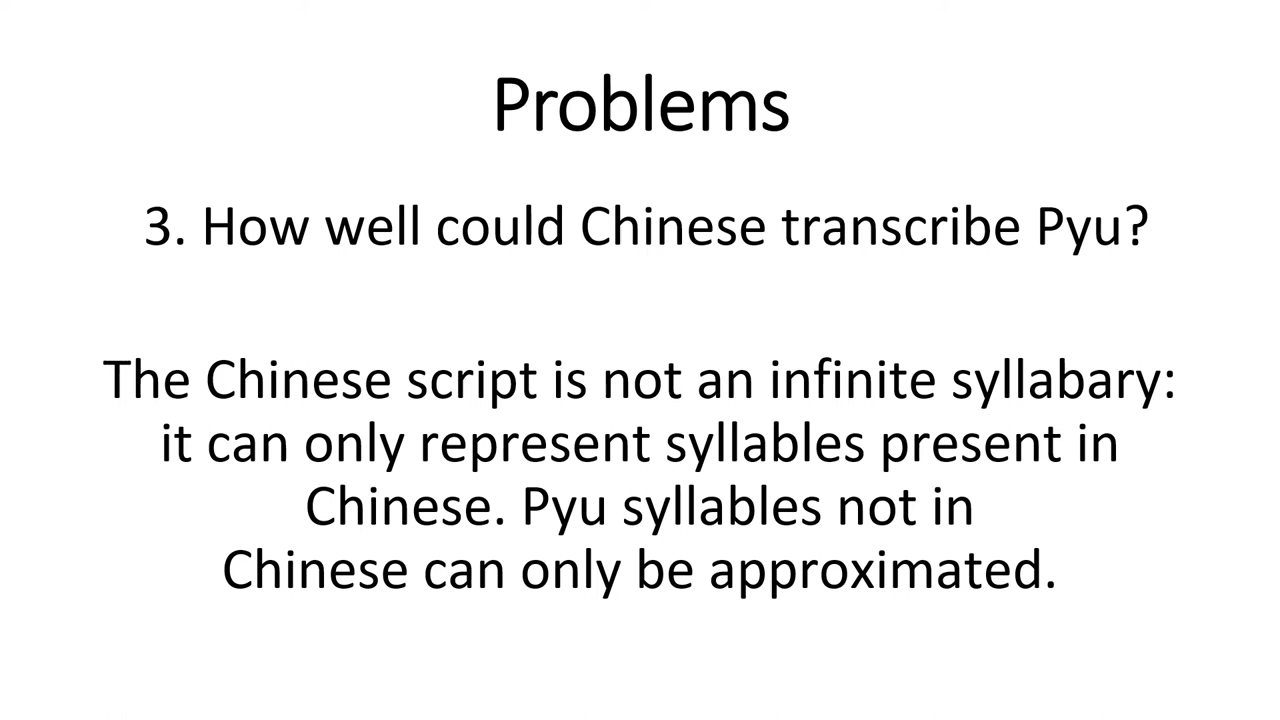 Problems
3. How well could Chinese transcribe Pyu?
The Chinese script is not an infinite syllabary:
it can only represent syllables present in
Chinese. Pyu syllables not in
Chinese can only be approximated.